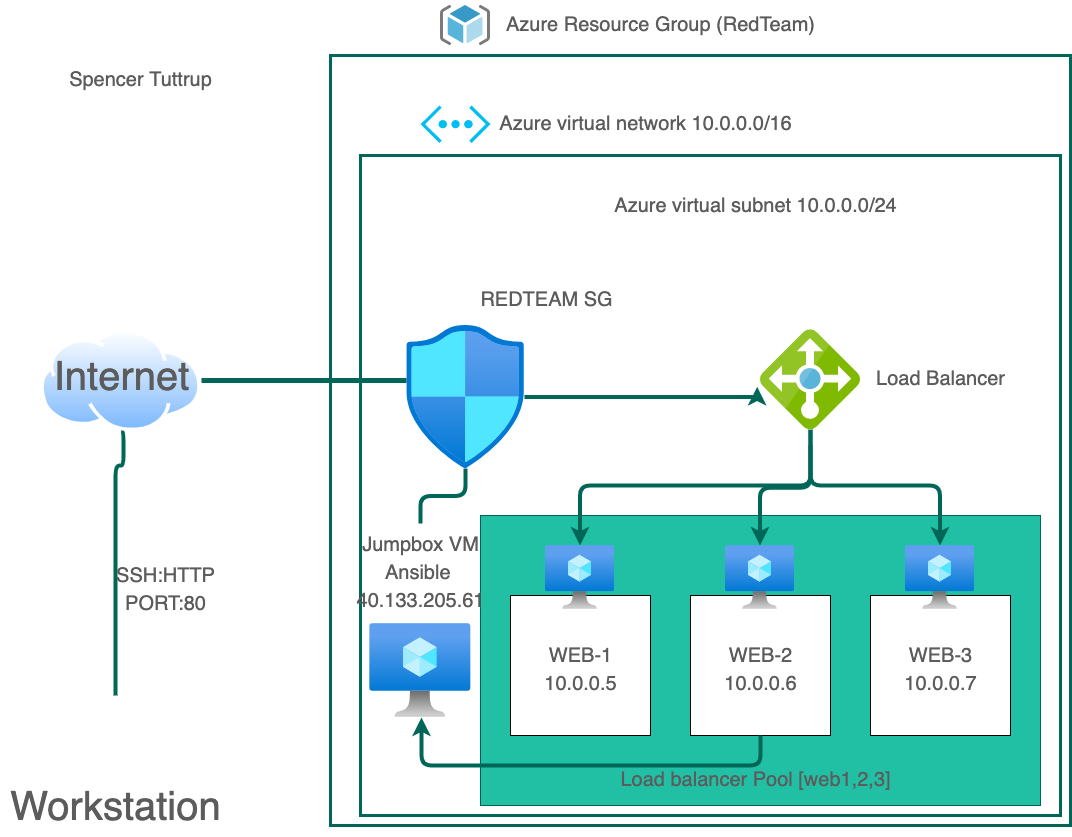 Azure Resource Group (RedTeam)
Spencer Tuttrup
Azure virtual network 10.0.0.0/16
Azure virtual subnet 10.0.0.0/24
REDTEAM SG
Internet
Load Balancer
Jumpbox VM
Ansible
40.133.205.61
SSH:HTTP
PORT:80
WEB-1
10.0.0.5
WEB-2
10.0.0.6
WEB-3
10.0.0.7
Load balancer Pool [web1,2,3]
Workstation